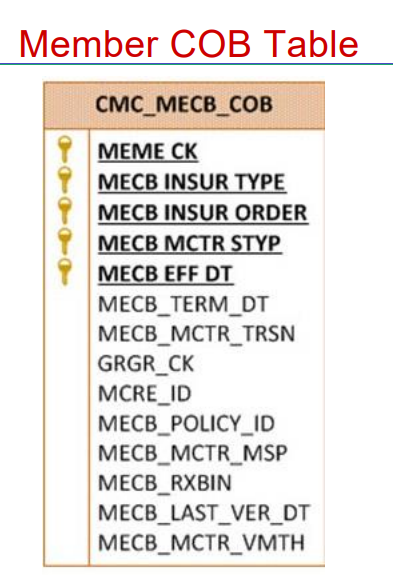 Member COB Table
CMC_MECB_COB
MEME CK
MECB INSUR TYPE
MECB INSUR ORDER
MECB MCTR STYP
MECB EFF DT
MECB_TERM_DT
MECB_MCTR_TRSN
GRGR_CK
MCRE_ID
MECB_POLICY_ID
MECB_MCTR_MSP
MECB_RXBIN
MECB_LAST_VER_DT
MECB_MCTR_VMTH